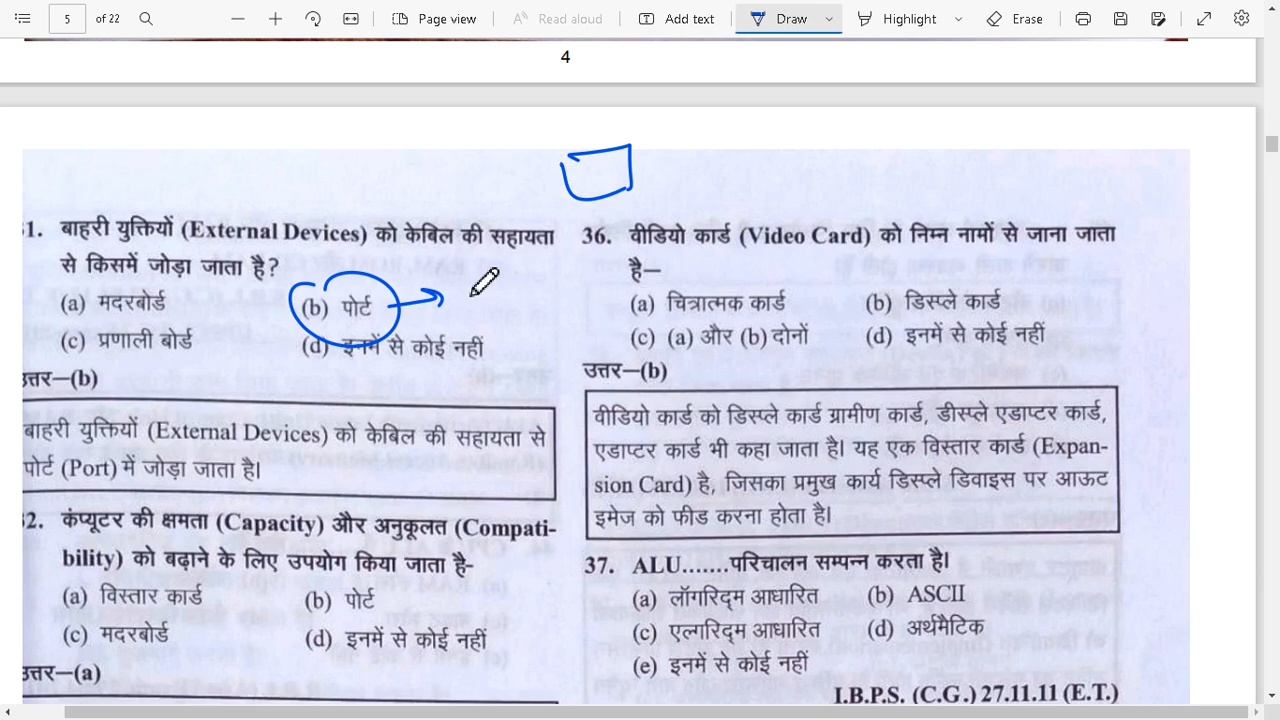 5
of 22
Page view
Read aloud
Add text
Draw
Highlight
Erase
4
31. बाहरी युक्तियों (External Devices) को केबिल की सहायता
से किसमें जोड़ा जाता है?
(a) मदरबोर्ड (b) पोर्ट
(c) प्रणाली बोर्ड (d) इनमें से कोई नहीं
उत्तर–(b)
बाहरी युक्तियों (External Devices) को केबिल की सहायता से
पोर्ट (Port) में जोड़ा जाता है।
32. कंप्यूटर की क्षमता (Capacity) और अनुकूलत (Compati-
bility) को बढ़ाने के लिए उपयोग किया जाता है-
(a) विस्तार कार्ड (b) पोर्ट
(c) मदरबोर्ड (d) इनमें से कोई नहीं
उत्तर–(a)
36. वीडियो कार्ड (Video Card) को निम्न नामों से जाना जाता
है–
(a) चित्रात्मक कार्ड (b) डिस्प्ले कार्ड
(c) (a) और (b) दोनों (d) इनमें से कोई नहीं
उत्तर–(b)
वीडियो कार्ड को डिस्प्ले कार्ड ग्रामीण कार्ड, डीस्प्ले एडाप्टर कार्ड,
एडाप्टर कार्ड भी कहा जाता है। यह एक विस्तार कार्ड (Expan-
sion Card) है, जिसका प्रमुख कार्य डिस्प्ले डिवाइस पर आऊट
इमेज को फीड करना होता है।
37. ALU.......परिचालन सम्पन्न करता है।
(a) लॉगरिद्म आधारित (b) ASCII
(c) एल्गरिद्म आधारित (d) अर्थमैटिक
(e) इनमें से कोई नहीं
I.B.P.S. (C.G.) 27.11.11 (E.T.)